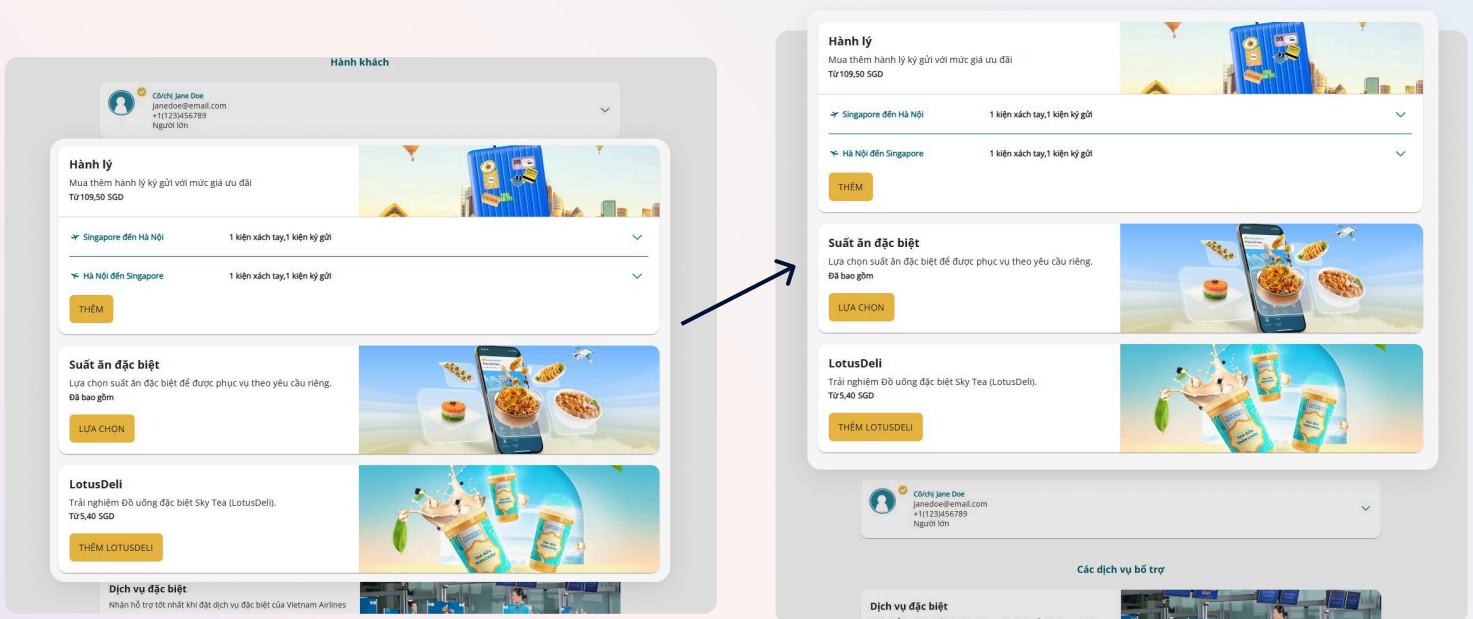 Hành khách
Cô/chị Jane Doe
janedoe@email.com
+1(123)456789
Người lớn
Hành lý
Mua thêm hành lý ký gửi với mức giá ưu đãi
Từ 109,50 SGD
Singapore đến Hà Nội
1 kiện xách tay,1 kiện ký gửi
Hà Nội đến Singapore
1 kiện xách tay,1 kiện ký gửi
THÊM
Suất ăn đặc biệt
Lựa chọn suất ăn đặc biệt để được phục vụ theo yêu cầu riêng.
Đã bao gồm
LỰA CHỌN
LotusDeli
Trải nghiệm Đồ uống đặc biệt Sky Tea (LotusDeli).
Từ 5,40 SGD
THÊM LOTUSDELI
Dịch vụ đặc biệt
Nhận hỗ trợ tốt nhất khi đặt dịch vụ đặc biệt của Vietnam Airlines
Hành lý
Mua thêm hành lý ký gửi với mức giá ưu đãi
Từ 109,50 SGD
Singapore đến Hà Nội
1 kiện xách tay,1 kiện ký gửi
Hà Nội đến Singapore
1 kiện xách tay,1 kiện ký gửi
THÊM
Suất ăn đặc biệt
Lựa chọn suất ăn đặc biệt để được phục vụ theo yêu cầu riêng.
Đã bao gồm
LỰA CHỌN
LotusDeli
Trải nghiệm Đồ uống đặc biệt Sky Tea (LotusDeli).
Từ 5,40 SGD
THÊM LOTUSDELI
Cô/chị Jane Doe
janedoe@email.com
+1(123)456789
Người lớn
Các dịch vụ bổ trợ
Dịch vụ đặc biệt